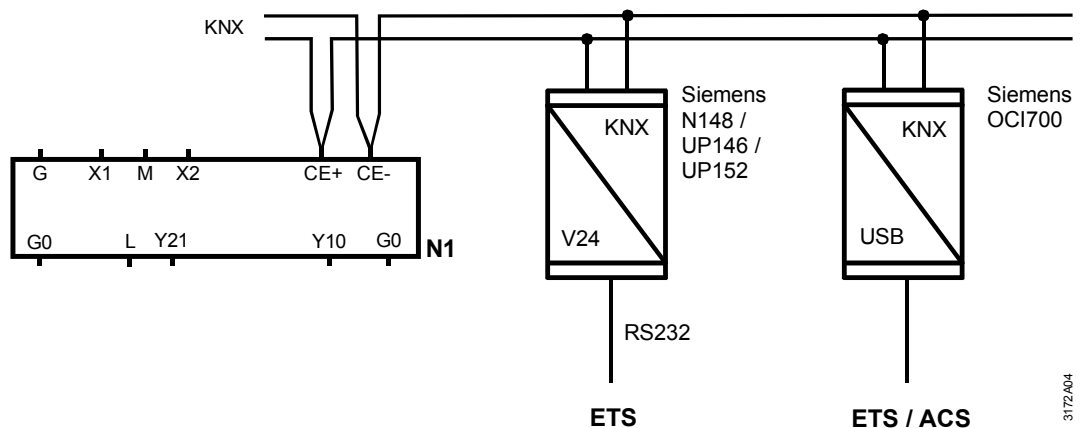 KNX
Siemens
N148 /
UP146 /
UP152
Siemens
OCI700
KNX
KNX
G X1 M X2 CE+ CE-
G0 L Y21 Y10 G0
N1
V24
USB
RS232
ETS
ETS / ACS
3172A04